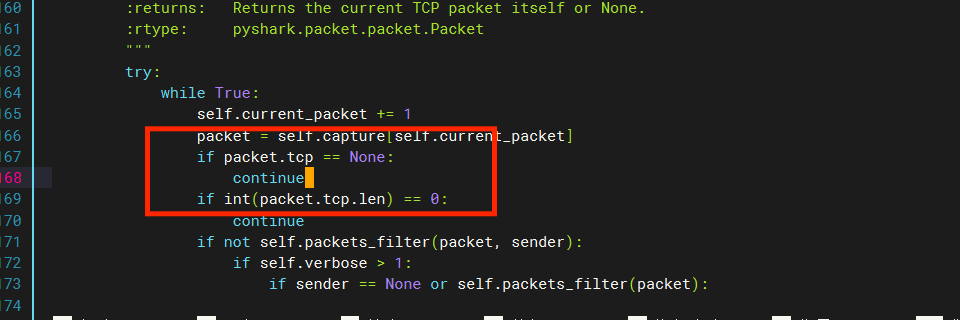 160 :returns: Returns the current TCP packet itself or None.
161 :rtype: pyshark.packet.packet.Packet
162 """
163 try:
164 while True:
165 self.current_packet += 1
166 packet = self.capture[self.current_packet]
167 if packet.tcp == None:
168 continue
169 if int(packet.tcp.len) == 0:
170 continue
171 if not self.packets_filter(packet, sender):
172 if self.verbose > 1:
173 if sender == None or self.packets_filter(packet):
174